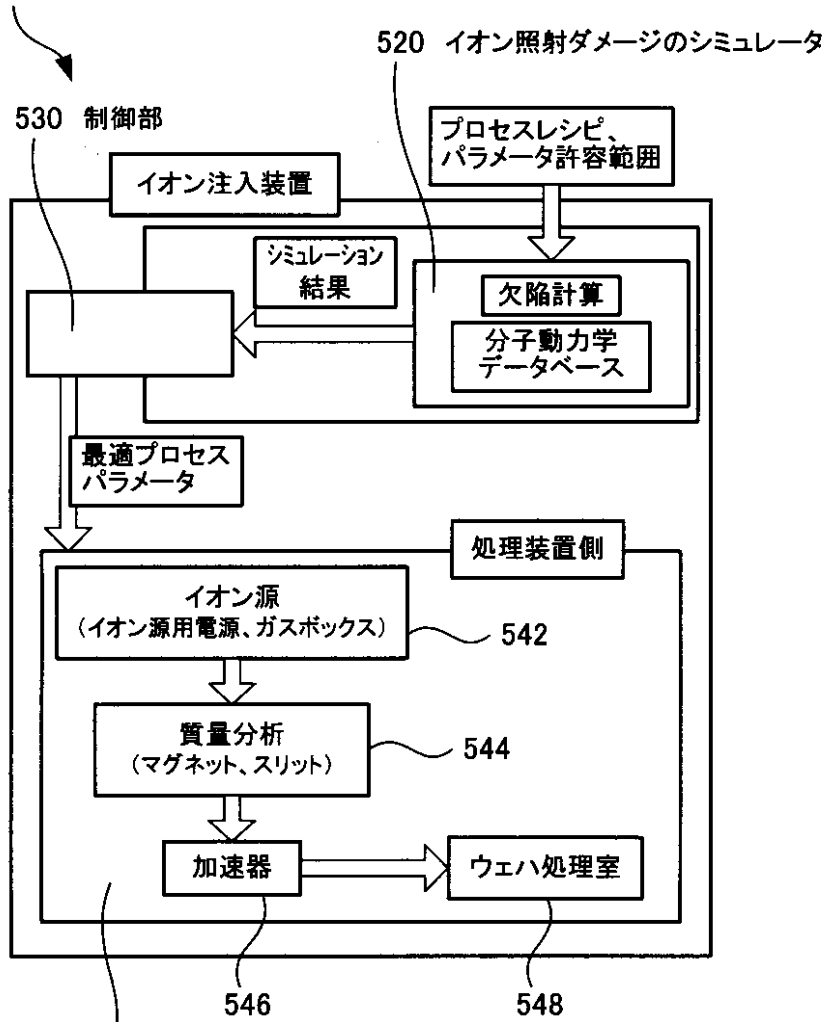 520 イオン照射ダメージのシミュレータ
530 制御部
プロセスレシピ、
パラメータ許容範囲
イオン注入装置
シミュレーション
結果
欠陥計算
分子動力学
データベース
最適プロセス
パラメータ
処理装置側
イオン源
(イオン源用電源、ガスボックス)
542
質量分析
(マグネット、スリット)
544
加速器
ウェハ処理室
546
548